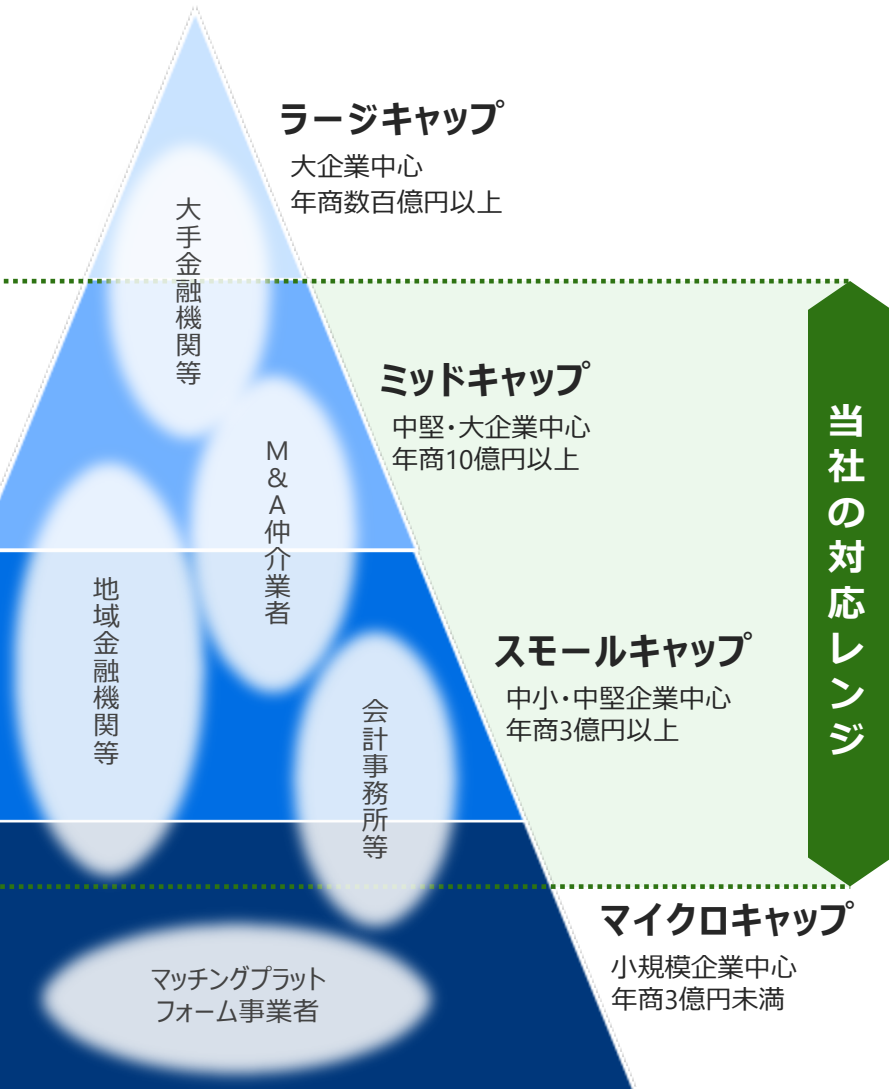 ラージキャップ
大企業中心
年商数百億円以上
大手金融機関等
ミッドキャップ
中堅・大企業中心
年商10億円以上
M&A仲介業者
当社の対応レンジ
地域金融機関等
スモールキャップ
中小・中堅企業中心
年商3億円以上
会計事務所等
マイクロキャップ
小規模企業中心
年商3億円未満
マッチングプラット
フォーム事業者